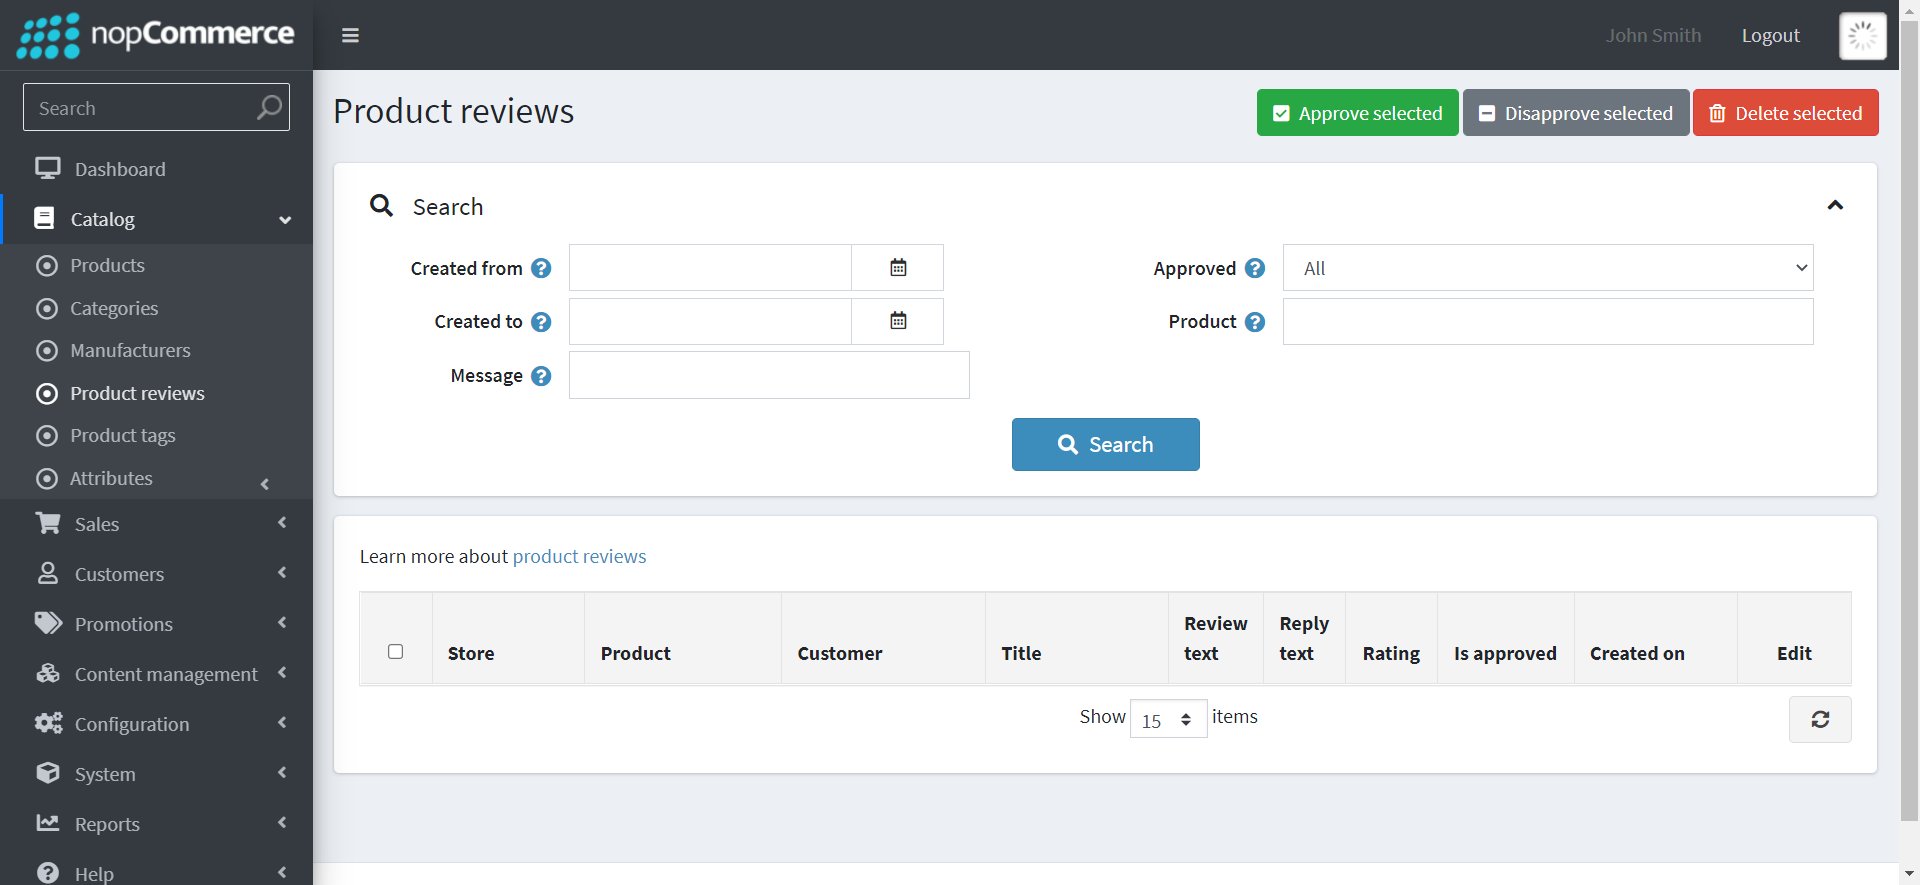 nopCommerce
John Smith
Logout
Search
Dashboard
Catalog
Products
Categories
Manufacturers
Product reviews
Product tags
Attributes
Sales
Customers
Promotions
Content management
Configuration
System
Reports
Help
Product reviews
Approve selected
Disapprove selected
Delete selected
Search
Created from
Approved
All
Created to
Product
Message
Search
Learn more about product reviews
Store
Product
Customer
Title
Review text
Reply text
Rating
Is approved
Created on
Edit
Show 15 items